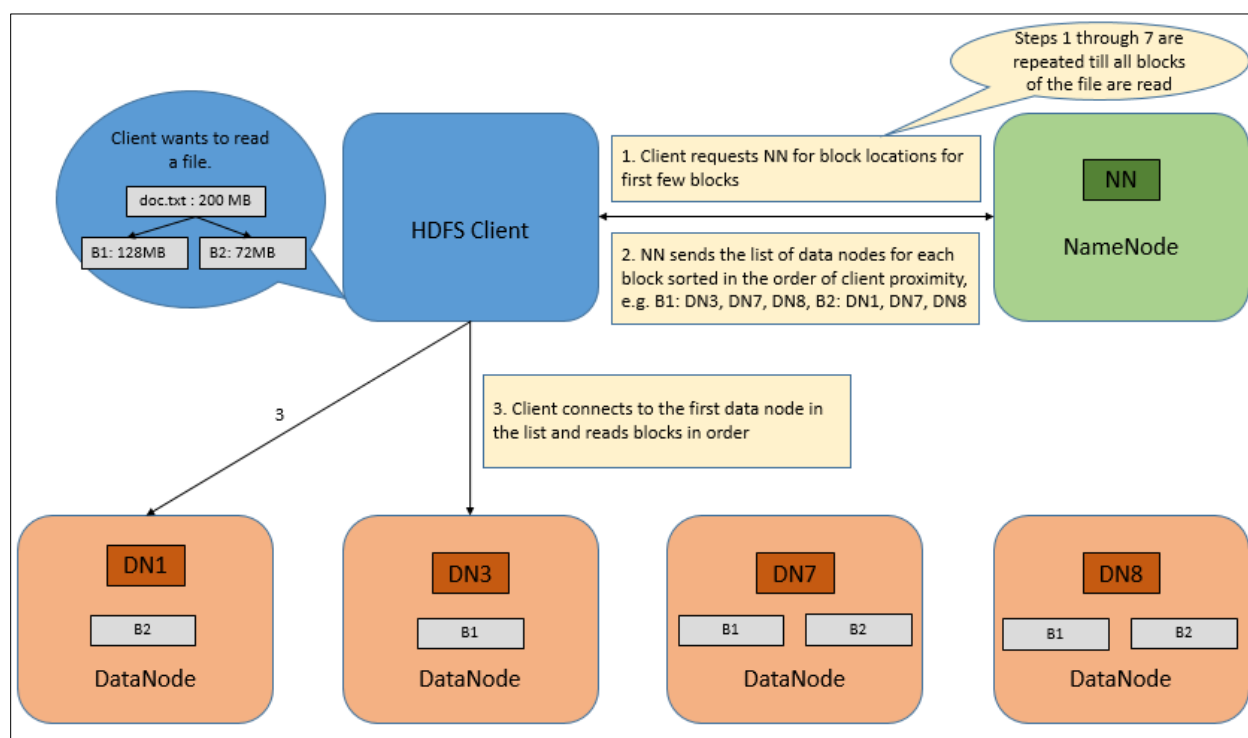 Steps 1 through 7 are
repeated till all blocks
of the file are read
Client wants to read
a file.
doc.txt : 200 MB
B1: 128MB
B2: 72MB
HDFS Client
1. Client requests NN for block locations for
first few blocks
2. NN sends the list of data nodes for each
block sorted in the order of client proximity,
e.g. B1: DN3, DN7, DN8, B2: DN1, DN7, DN8
NN
NameNode
3
3. Client connects to the first data node in
the list and reads blocks in order
DN1
B2
DataNode
DN3
B1
DataNode
DN7
B1
B2
DataNode
DN8
B1
B2
DataNode